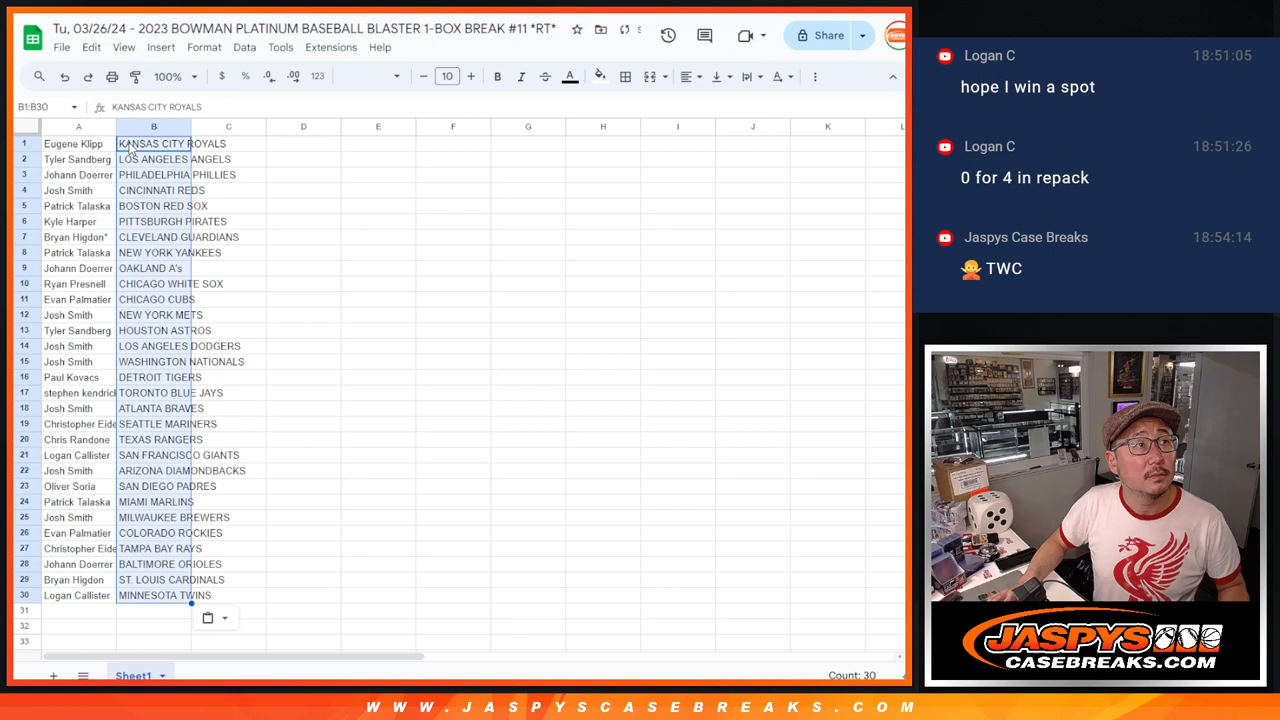 Tu, 03/26/24 - 2023 BOWMAN PLATINUM BASEBALL BLASTER 1-BOX BREAK #11 *RT*
File Edit View Insert Format Data Tools Extensions Help
Share
100% $ % .0 .00 123 10 B I S A
B1:B30 fx KANSAS CITY ROYALS
A B C D E F G H I J K L
1 Eugene Klipp KANSAS CITY ROYALS
2 Tyler Sandberg LOS ANGELES ANGELS
3 Johann Doerrer PHILADELPHIA PHILLIES
4 Josh Smith CINCINNATI REDS
5 Patrick Talaska BOSTON RED SOX
6 Kyle Harper PITTSBURGH PIRATES
7 Bryan Higdon* CLEVELAND GUARDIANS
8 Patrick Talaska NEW YORK YANKEES
9 Johann Doerrer OAKLAND A's
10 Ryan Presnell CHICAGO WHITE SOX
11 Evan Palmatier CHICAGO CUBS
12 Josh Smith NEW YORK METS
13 Tyler Sandberg HOUSTON ASTROS
14 Josh Smith LOS ANGELES DODGERS
15 Josh Smith WASHINGTON NATIONALS
16 Paul Kovacs DETROIT TIGERS
17 stephen kendrick TORONTO BLUE JAYS
18 Josh Smith ATLANTA BRAVES
19 Christopher Eide SEATTLE MARINERS
20 Chris Randone TEXAS RANGERS
21 Logan Callister SAN FRANCISCO GIANTS
22 Josh Smith ARIZONA DIAMONDBACKS
23 Oliver Soria SAN DIEGO PADRES
24 Patrick Talaska MIAMI MARLINS
25 Josh Smith MILWAUKEE BREWERS
26 Evan Palmatier COLORADO ROCKIES
27 Christopher Eide TAMPA BAY RAYS
28 Johann Doerrer BALTIMORE ORIOLES
29 Bryan Higdon ST. LOUIS CARDINALS
30 Logan Callister MINNESOTA TWINS
31
32
33
Sheet1 Count: 30
Logan C 18:51:05
hope I win a spot
Logan C 18:51:26
0 for 4 in repack
Jaspys Case Breaks 18:54:14
TWC
JASPYS
CASEBREAKS.COM
WWW.JASPYSCASEBREAKS.COM